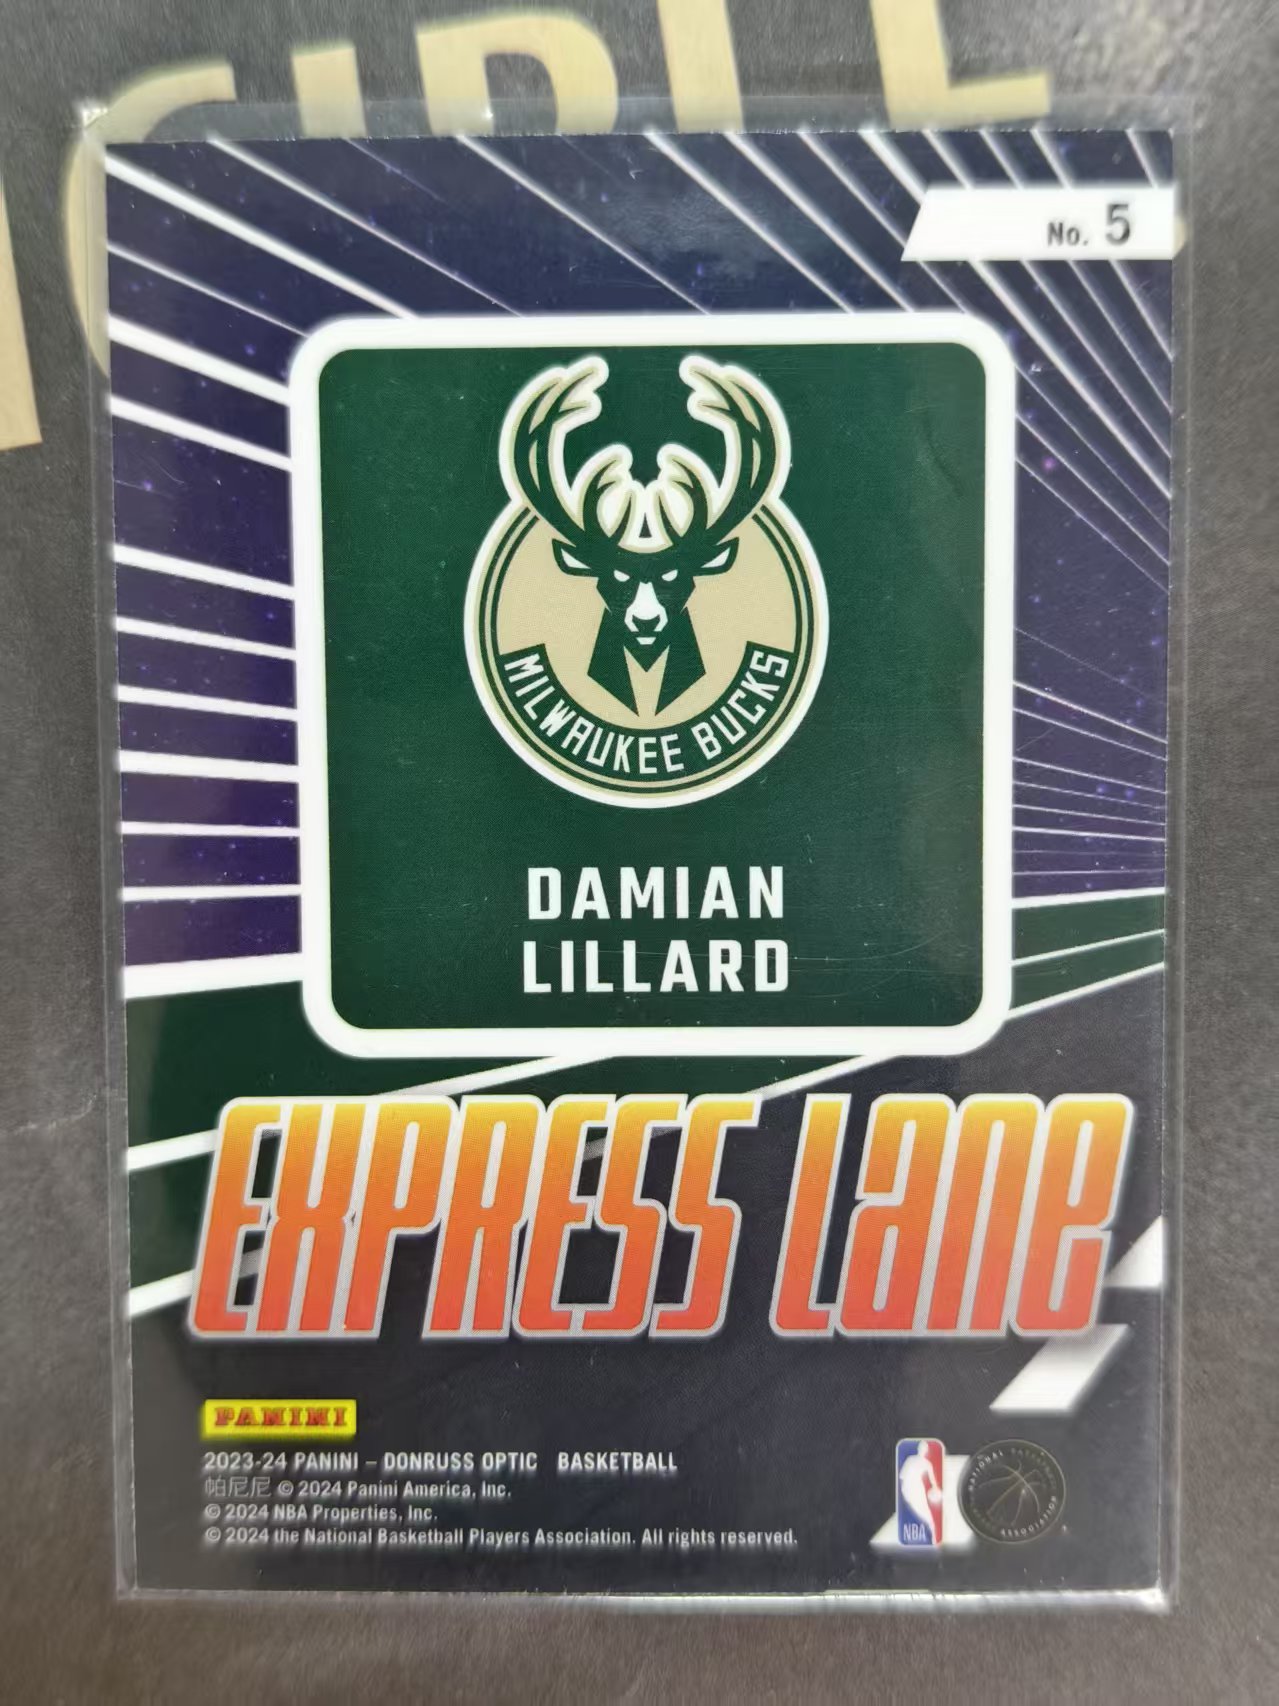 No. 5
MILWAUKEE BUCKS
DAMIAN
LILLARD
EXPRESS LANE
PANINI
2023-24 PANINI – DONRUSS OPTIC BASKETBALL
帕尼尼 © 2024 Panini America, Inc.
© 2024 NBA Properties, Inc.
© 2024 the National Basketball Players Association. All rights reserved.
NBA